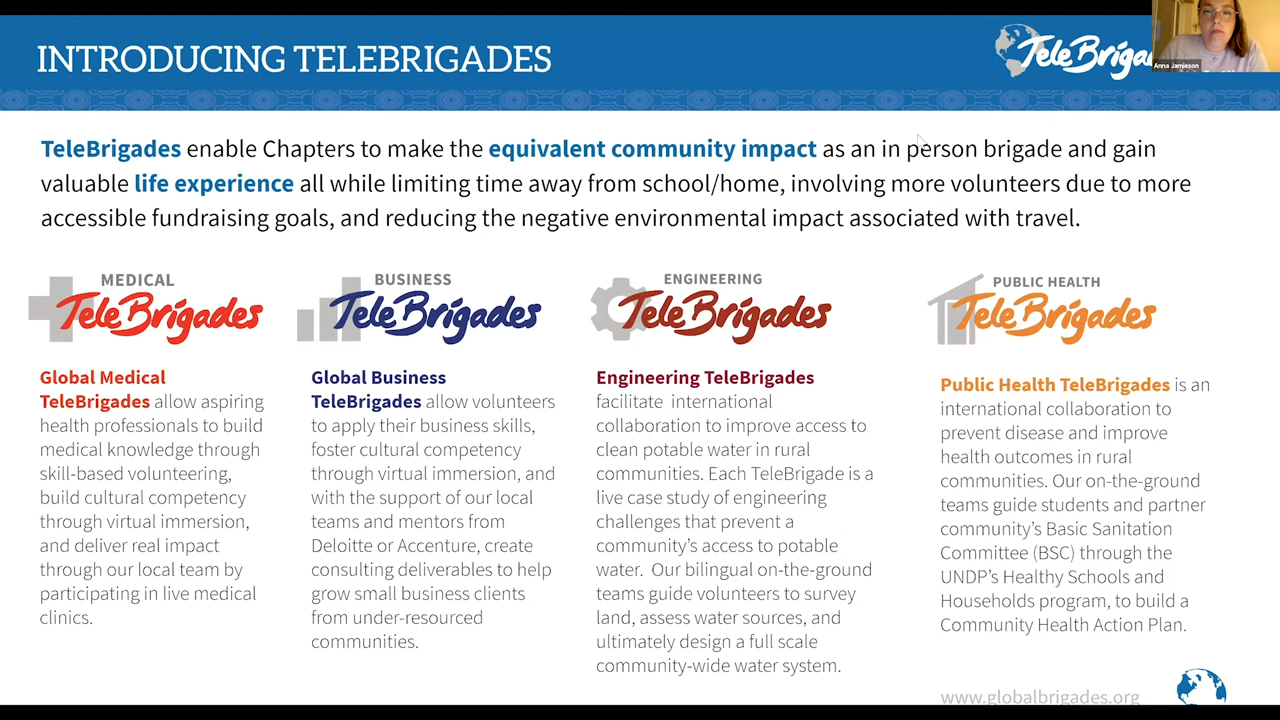 INTRODUCING TELEBRIGADES
TeleBriga
Anna Jamieson
TeleBrigades enable Chapters to make the equivalent community impact as an in person brigade and gain
valuable life experience all while limiting time away from school/home, involving more volunteers due to more
accessible fundraising goals, and reducing the negative environmental impact associated with travel.
MEDICAL
TeleBrigades
Global Medical
TeleBrigades allow aspiring
health professionals to build
medical knowledge through
skill-based volunteering,
build cultural competency
through virtual immersion,
and deliver real impact
through our local team by
participating in live medical
clinics.
BUSINESS
TeleBrigades
Global Business
TeleBrigades allow volunteers
to apply their business skills,
foster cultural competency
through virtual immersion, and
with the support of our local
teams and mentors from
Deloitte or Accenture, create
consulting deliverables to help
grow small business clients
from under-resourced
communities.
ENGINEERING
TeleBrigades
Engineering TeleBrigades
facilitate international
collaboration to improve access to
clean potable water in rural
communities. Each TeleBrigade is a
live case study of engineering
challenges that prevent a
community's access to potable
water. Our bilingual on-the-ground
teams guide volunteers to survey
land, assess water sources, and
ultimately design a full scale
community-wide water system.
PUBLIC HEALTH
TeleBrigades
Public Health TeleBrigades is an
international collaboration to
prevent disease and improve
health outcomes in rural
communities. Our on-the-ground
teams guide students and partner
community's Basic Sanitation
Committee (BSC) through the
UNDP's Healthy Schools and
Households program, to build a
Community Health Action Plan.
www.globalbrigades.org